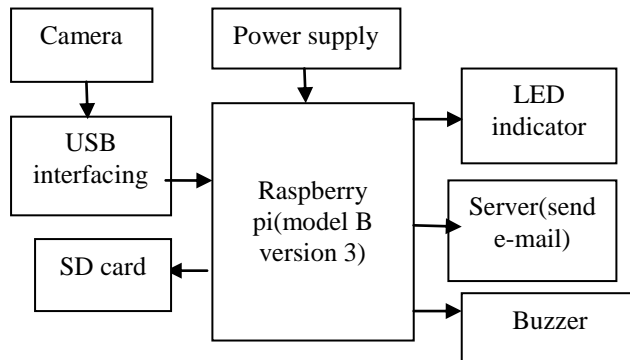 Camera
Power supply
LED
indicator
USB
interfacing
Raspberry
pi(model B
version 3)
Server(send
e-mail)
SD card
Buzzer